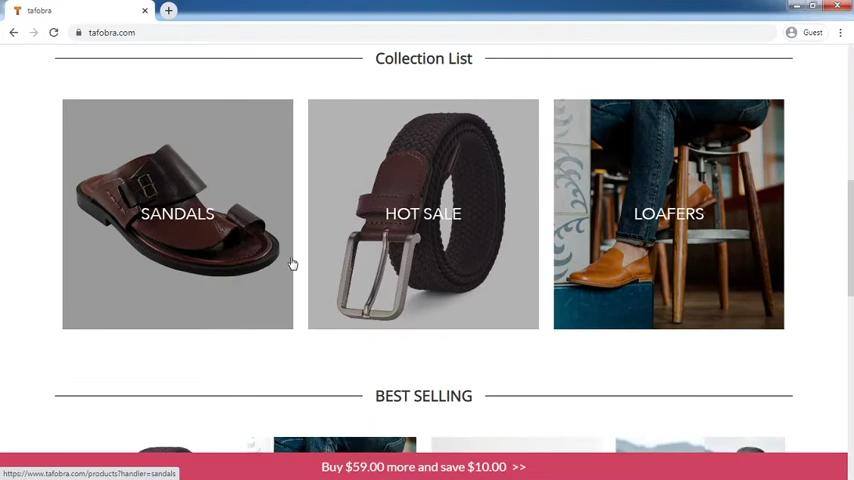 tafobra
tafobra.com
Guest
Collection List
SANDALS
HOT SALE
LOAFERS
BEST SELLING
Buy $59.00 more and save $10.00 >>
https://www.tafobra.com/products?handler=sandals